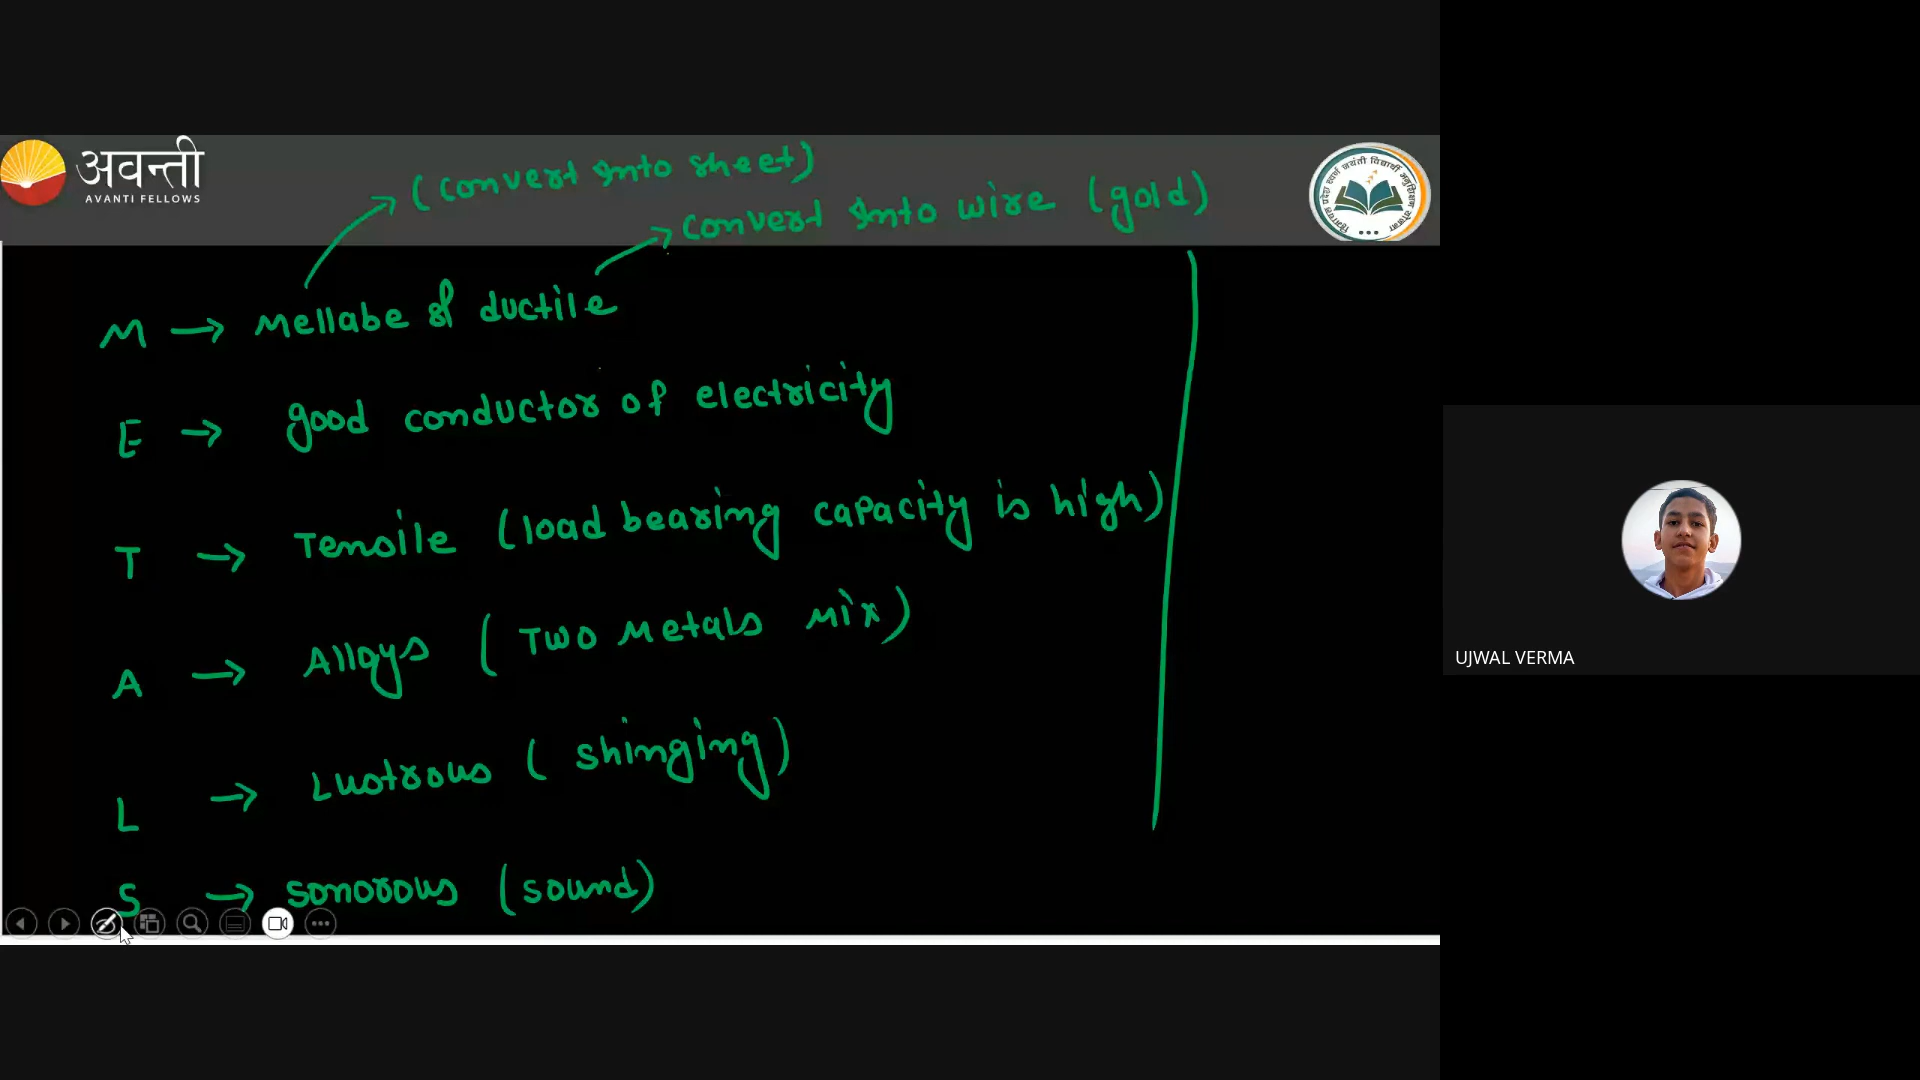 अवन्ती
AVANTI FELLOWS
(convert into sheet)
convert into wire (gold)
M → Mellabe & ductile
E → good conductor of electricity
T → Tensile (load bearing capacity is high)
A → Alloys (Two Metals Mix)
L → Lustrous (shinging)
S → sonorous (sound)
UJWAL VERMA